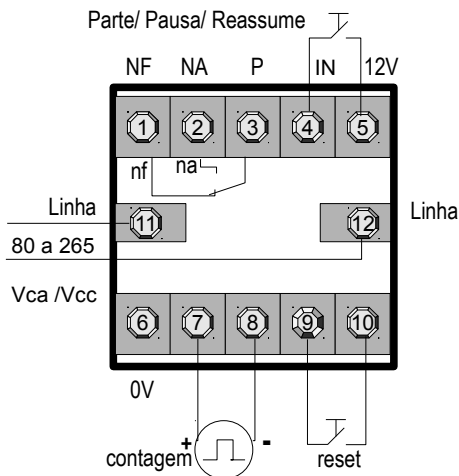 Parte/ Pausa/ Reassume
NF NA P IN 12V
1 2 3 4 5
nf na
Linha 11 12 Linha
80 a 265
Vca /Vcc
6 7 8 9 10
0V
+ -
contagem reset